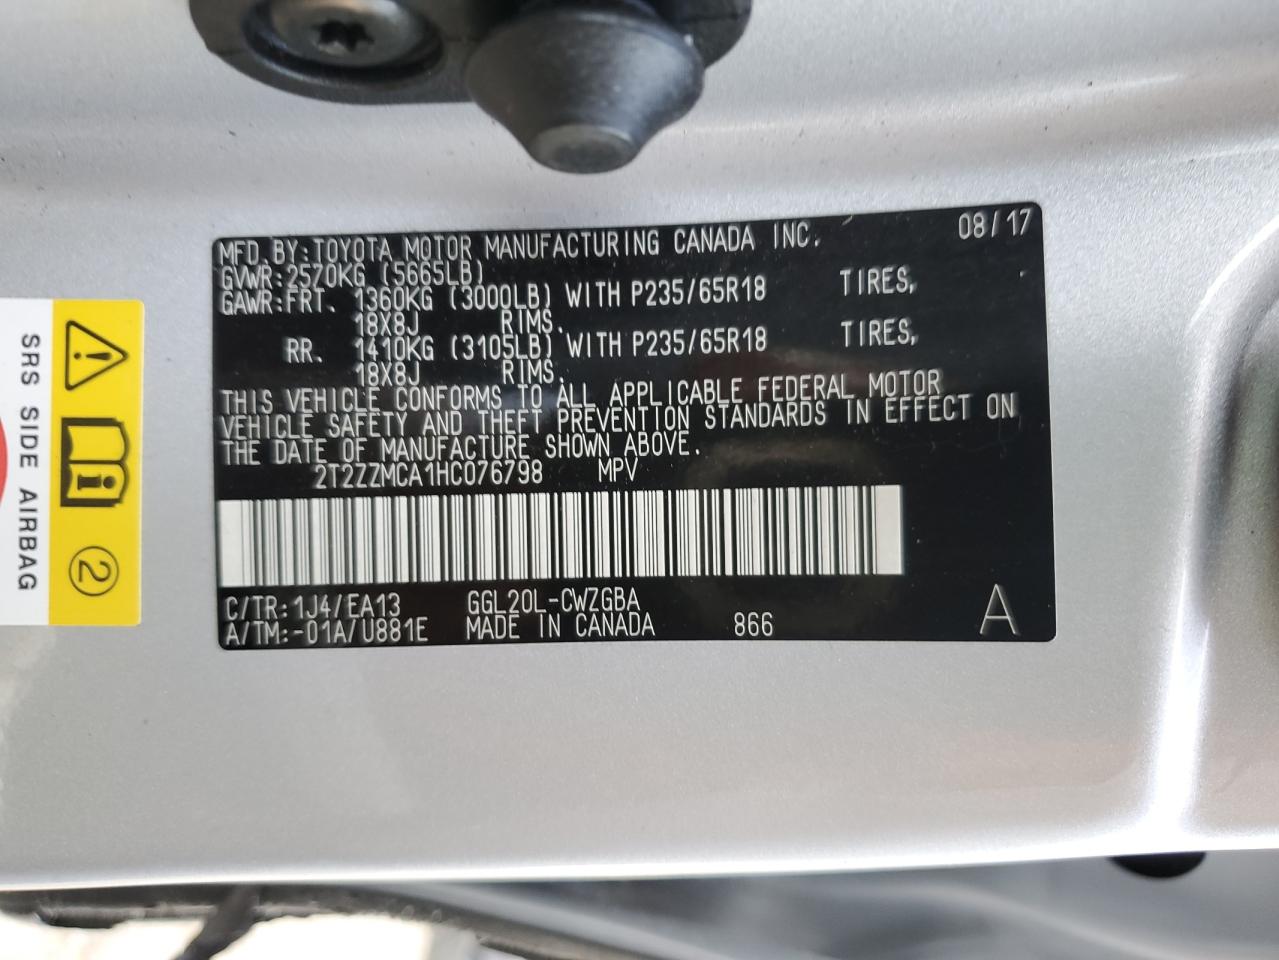 MFD.BY:TOYOTA MOTOR MANUFACTURING CANADA INC. 08/17
GVWR:2570KG (5665LB)
GAWR:FRT. 1360KG (3000LB) WITH P235/65R18 TIRES,
18X8J RIMS.
RR. 1410KG (3105LB) WITH P235/65R18 TIRES,
18X8J RIMS.
THIS VEHICLE CONFORMS TO ALL APPLICABLE FEDERAL MOTOR
VEHICLE SAFETY AND THEFT PREVENTION STANDARDS IN EFFECT ON
THE DATE OF MANUFACTURE SHOWN ABOVE.
2T2ZZMCA1HC076798 MPV
C/TR:1J4/EA13 GGL20L-CWZGBA
A/TM:-01A/U881E MADE IN CANADA 866 A
SRS SIDE AIRBAG
2